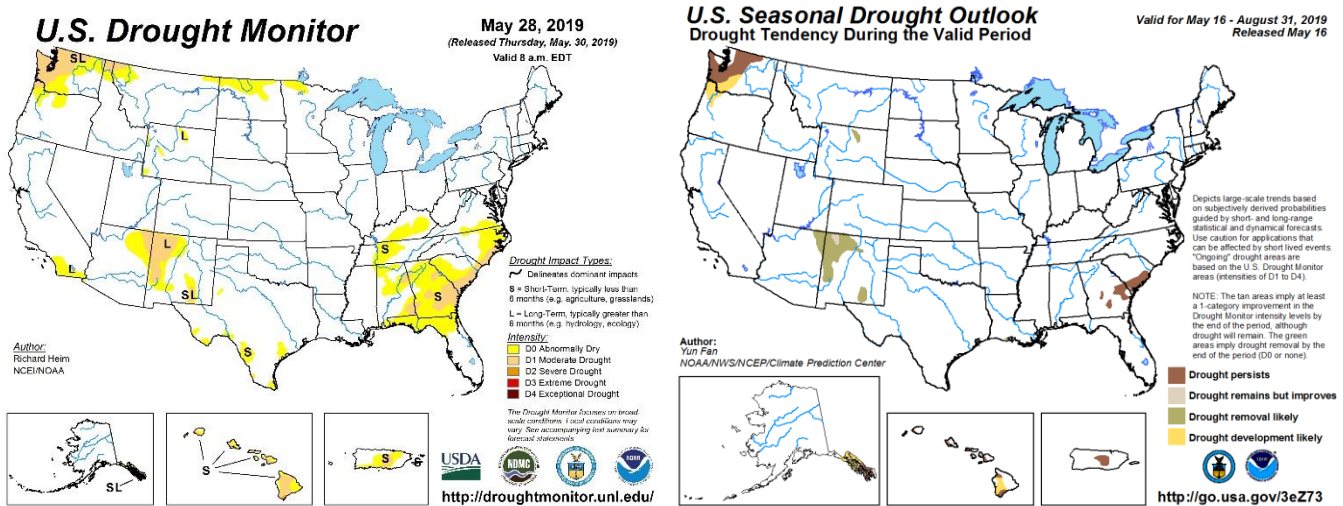 U.S. Drought Monitor
May 28, 2019
(Released Thursday, May. 30, 2019)
Valid 8 a.m. EDT
SL
L
S
L
L
S
SL
S
Drought Impact Types:
Delineates dominant impacts
S = Short-Term, typically less than
6 months (e.g. agriculture, grasslands)
L = Long-Term, typically greater than
6 months (e.g. hydrology, ecology)
Intensity:
D0 Abnormally Dry
D1 Moderate Drought
D2 Severe Drought
D3 Extreme Drought
D4 Exceptional Drought
Author:
Richard Heim
NCEI/NOAA
The Drought Monitor focuses on broad-
scale conditions. Local conditions may
vary. See accompanying text summary for
forecast statements.
SL
S
S
USDA
NDMC
NOAA
http://droughtmonitor.unl.edu/
U.S. Seasonal Drought Outlook
Drought Tendency During the Valid Period
Valid for May 16 - August 31, 2019
Released May 16
Depicts large-scale trends based
on subjectively derived probabilities
guided by short- and long-range
statistical and dynamical forecasts.
Use caution for applications that
can be affected by short lived events.
"Ongoing" drought areas are
based on the U.S. Drought Monitor
areas (intensities of D1 to D4).
NOTE: The tan areas imply at least
a 1-category improvement in the
Drought Monitor intensity levels by
the end of the period, although
drought will remain. The green
areas imply drought removal by the
end of the period (D0 or none).
Author:
Yun Fan
NOAA/NWS/NCEP/Climate Prediction Center
Drought persists
Drought remains but improves
Drought removal likely
Drought development likely
NOAA
http://go.usa.gov/3eZ73